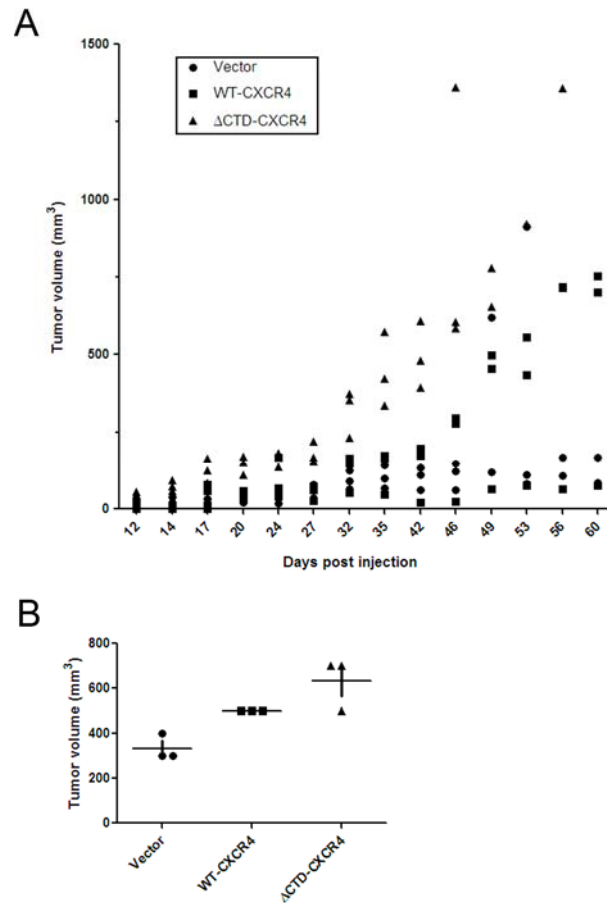 A
1500
Vector
WT-CXCR4
ΔCTD-CXCR4
1000
Tumor volume (mm³)
500
0
12 14 17 20 24 27 32 35 42 46 49 53 56 60
Days post injection
B
800
600
Tumor volume (mm³)
400
200
0
Vector WT-CXCR4 ΔCTD-CXCR4